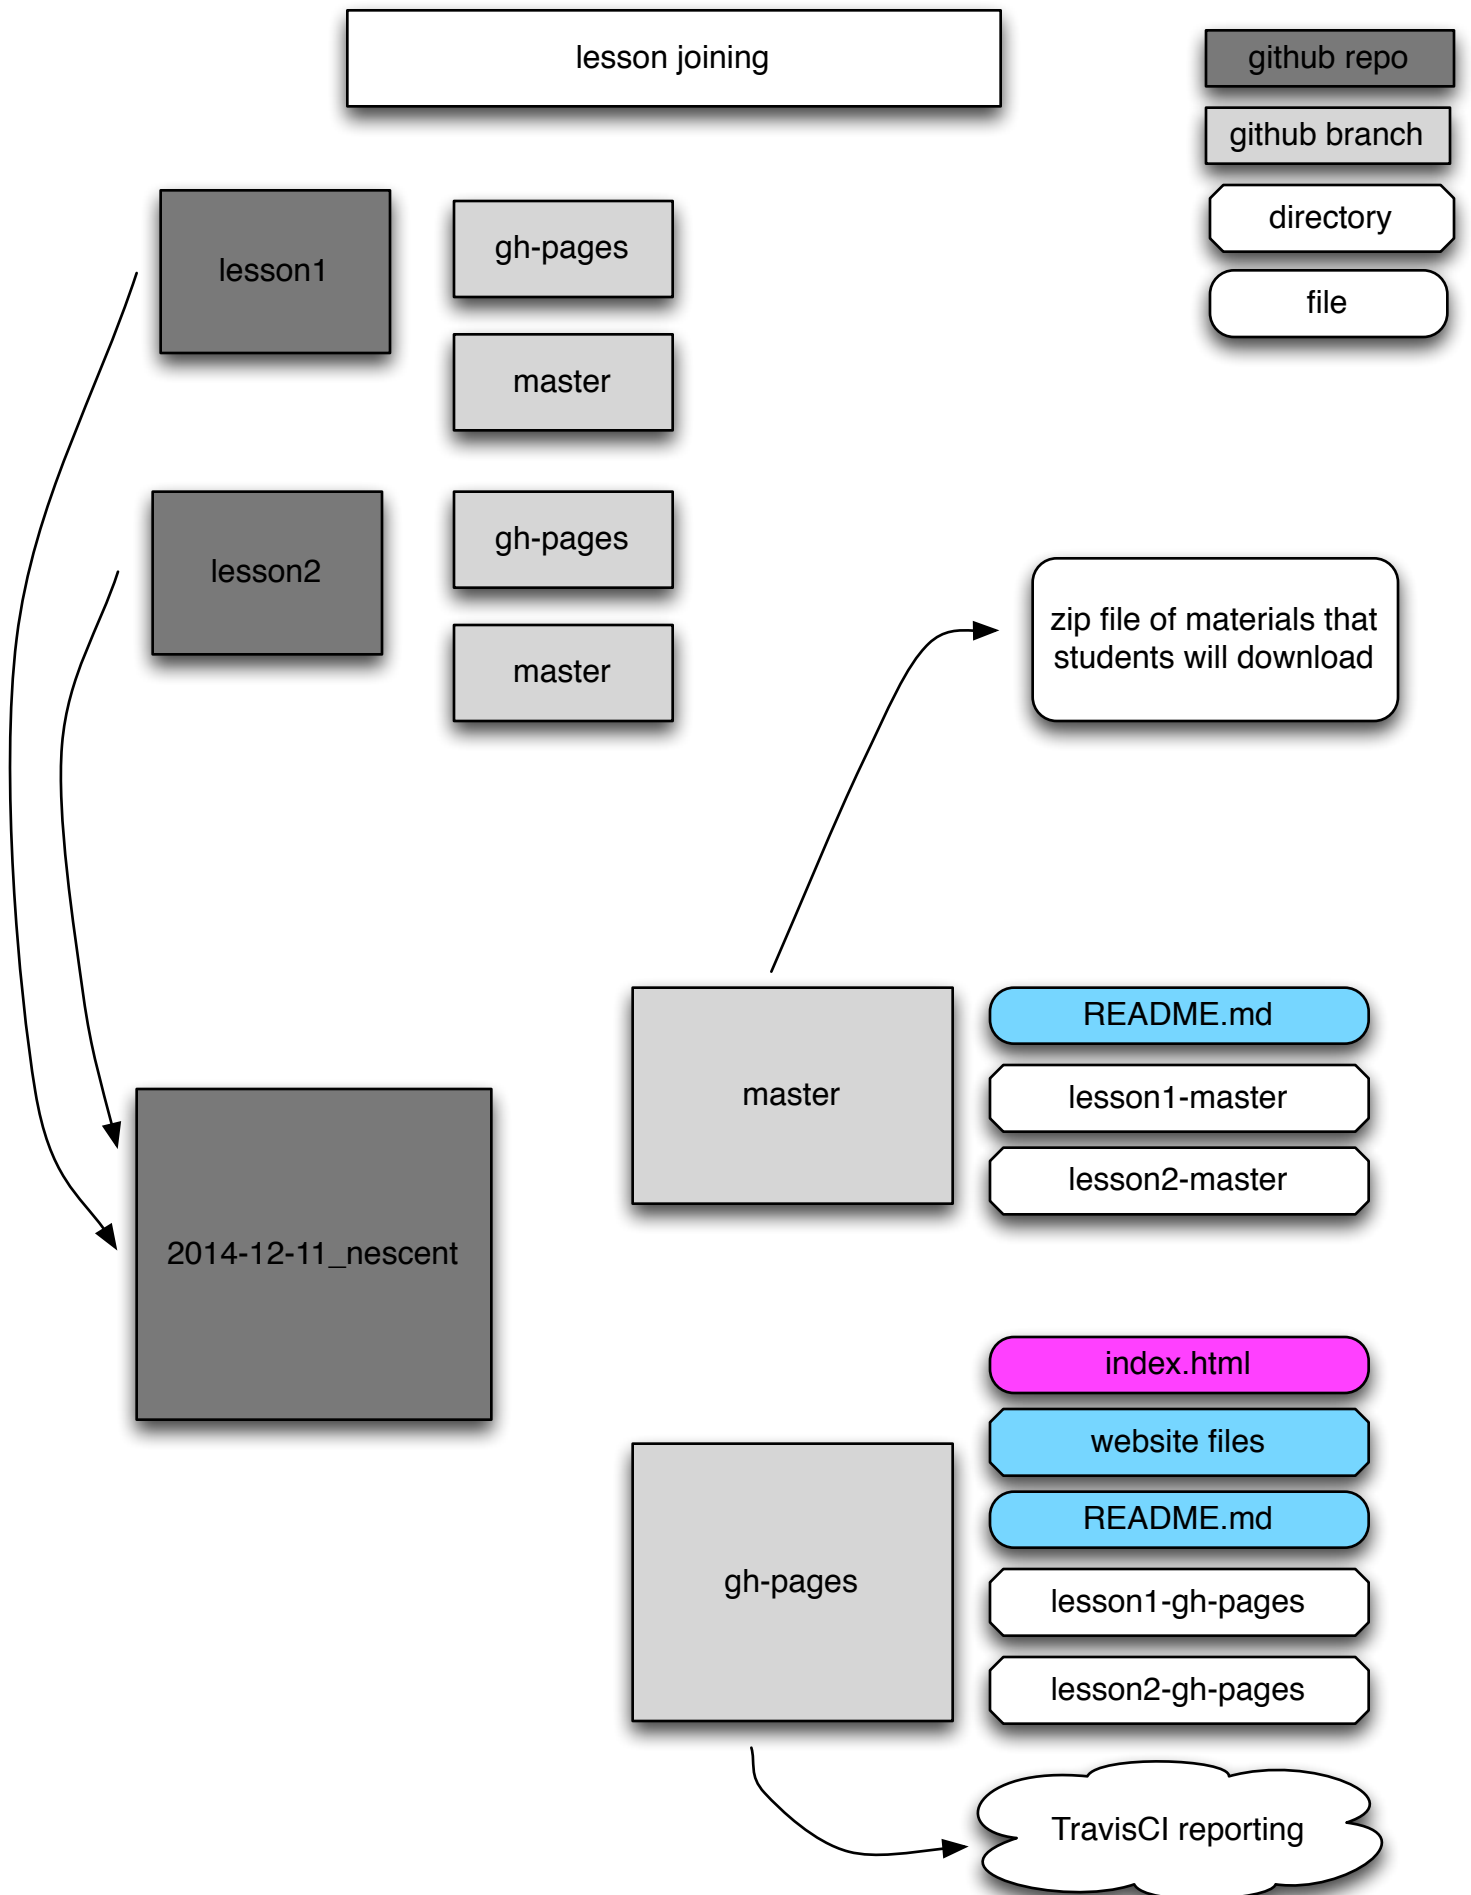 lesson joining
github repo
github branch
directory
file
lesson1
gh-pages
master
lesson2
gh-pages
master
zip file of materials that
students will download
master
README.md
lesson1-master
lesson2-master
2014-12-11_nescent
index.html
website files
README.md
gh-pages
lesson1-gh-pages
lesson2-gh-pages
TravisCI reporting